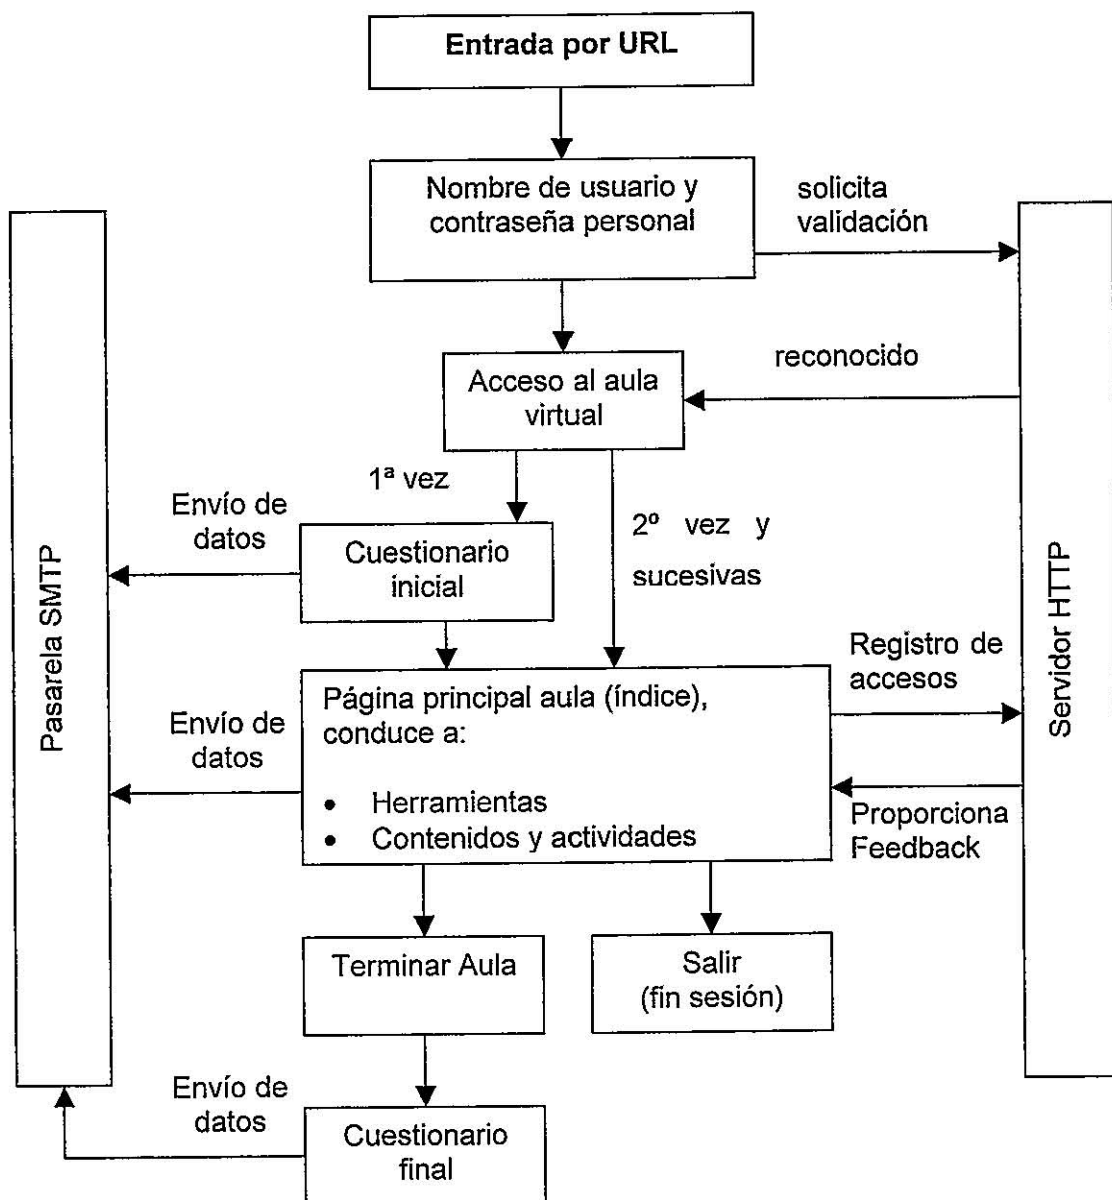 Entrada por URL
Nombre de usuario y
contraseña personal
solicita
validación
Acceso al aula
virtual
reconocido
1ª vez
2º vez y
sucesivas
Envío de
datos
Cuestionario
inicial
Pasarela SMTP
Servidor HTTP
Página principal aula (índice),
conduce a:
• Herramientas
• Contenidos y actividades
Envío de
datos
Registro de
accesos
Proporciona
Feedback
Terminar Aula
Salir
(fin sesión)
Envío de
datos
Cuestionario
final